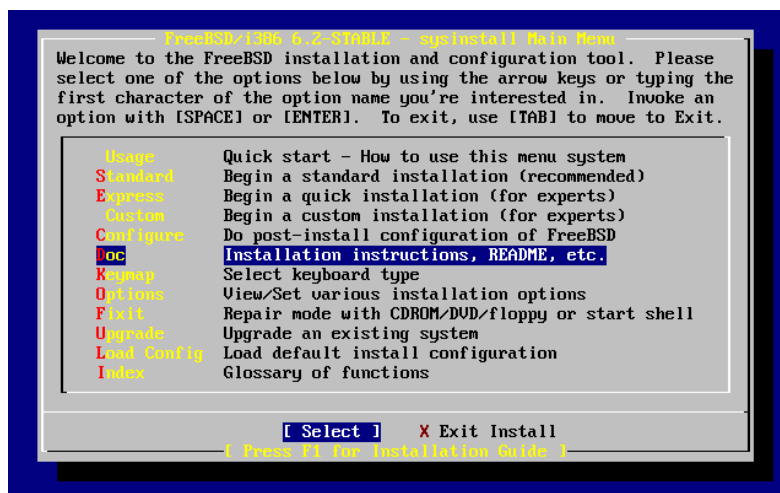 FreeBSD/i386 6.2-STABLE - sysinstall Main Menu
Welcome to the FreeBSD installation and configuration tool. Please
select one of the options below by using the arrow keys or typing the
first character of the option name you're interested in. Invoke an
option with [SPACE] or [ENTER]. To exit, use [TAB] to move to Exit.
Usage Quick start - How to use this menu system
Standard Begin a standard installation (recommended)
Express Begin a quick installation (for experts)
Custom Begin a custom installation (for experts)
Configure Do post-install configuration of FreeBSD
Doc Installation instructions, README, etc.
Keymap Select keyboard type
Options View/Set various installation options
Fixit Repair mode with CDROM/DVD/floppy or start shell
Upgrade Upgrade an existing system
Load Config Load default install configuration
Index Glossary of functions
[ Select ] X Exit Install
[ Press F1 for Installation Guide ]